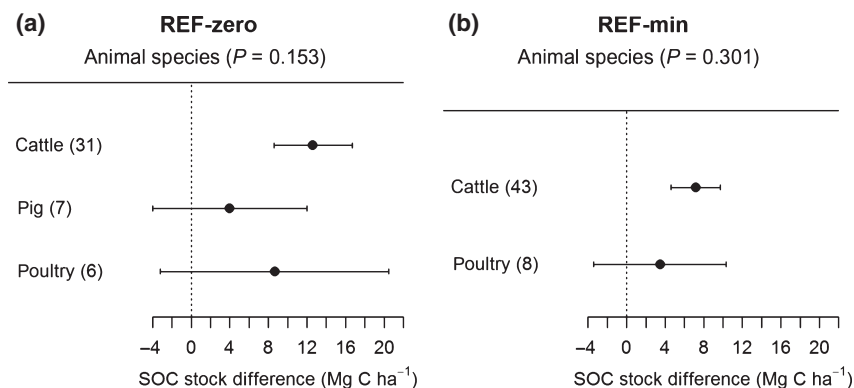 (a) REF-zero
Animal species (P = 0.153)
Cattle (31)
Pig (7)
Poultry (6)
–4 0 4 8 12 16 20
SOC stock difference (Mg C ha⁻¹)
(b) REF-min
Animal species (P = 0.301)
Cattle (43)
Poultry (8)
–4 0 4 8 12 16 20
SOC stock difference (Mg C ha⁻¹)